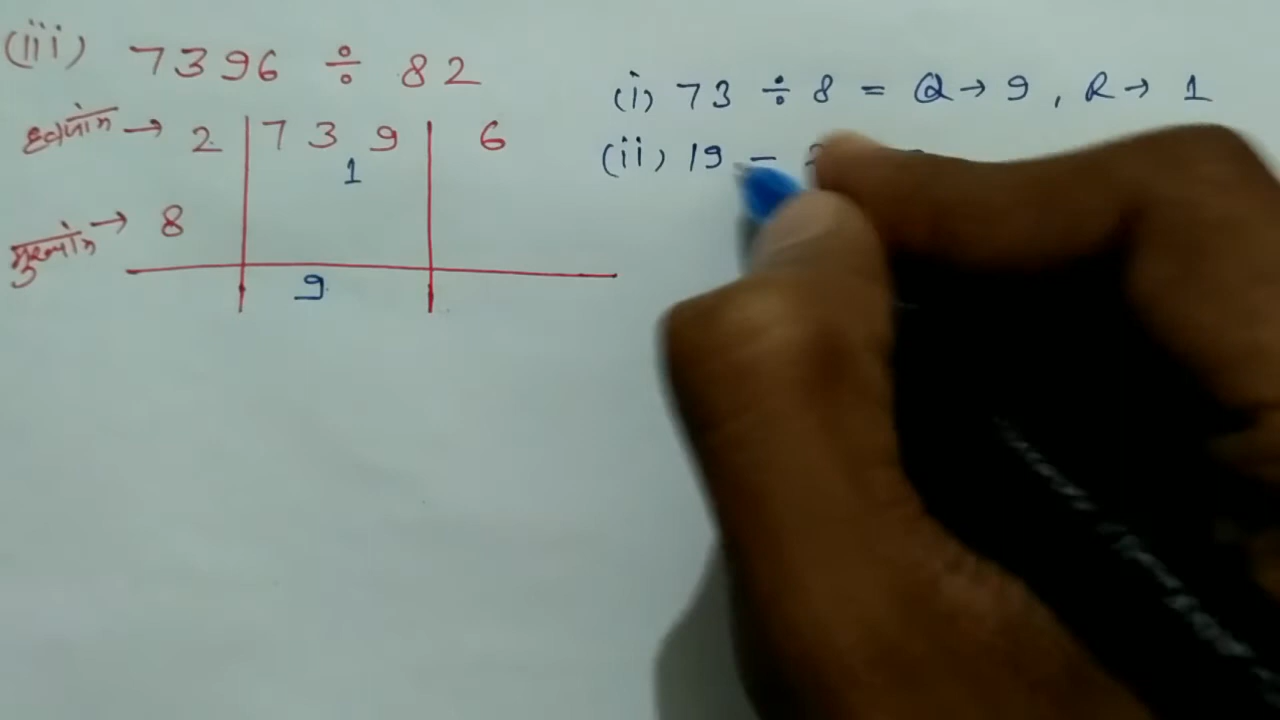 (iii) 7396 ÷ 82
(i) 73 ÷ 8 = Q → 9, R → 1
ध्वजांक → 2 | 7 3 9 | 6
(ii) 19 -
1
मूलांक → 8
9